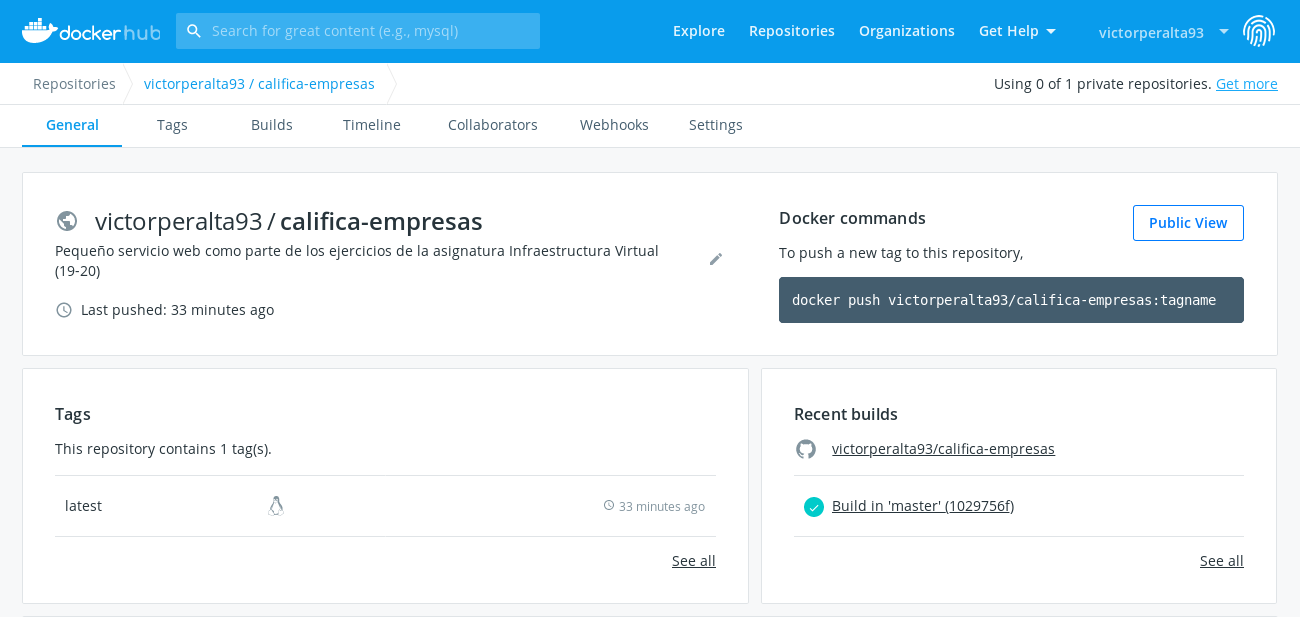 dockerhub Search for great content (e.g., mysql) Explore Repositories Organizations Get Help victorperalta93
Repositories victorperalta93 / califica-empresas Using 0 of 1 private repositories. Get more
General Tags Builds Timeline Collaborators Webhooks Settings
victorperalta93 / califica-empresas
Pequeño servicio web como parte de los ejercicios de la asignatura Infraestructura Virtual
(19-20)
Last pushed: 33 minutes ago
Docker commands
Public View
To push a new tag to this repository,
docker push victorperalta93/califica-empresas:tagname
Tags
This repository contains 1 tag(s).
latest 33 minutes ago
See all
Recent builds
victorperalta93/califica-empresas
Build in 'master' (1029756f)
See all